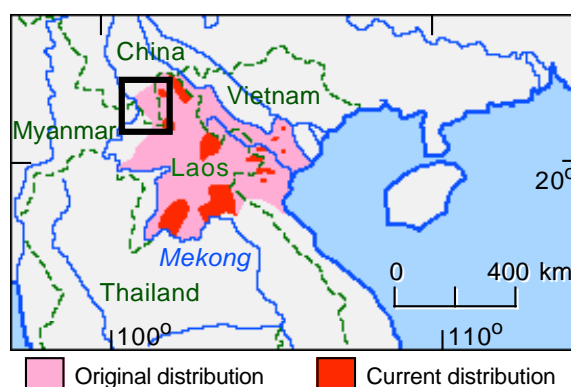 China
Vietnam
Myanmar
Laos
20°
Mekong
0 400 km
Thailand
100° 110°
Original distribution Current distribution